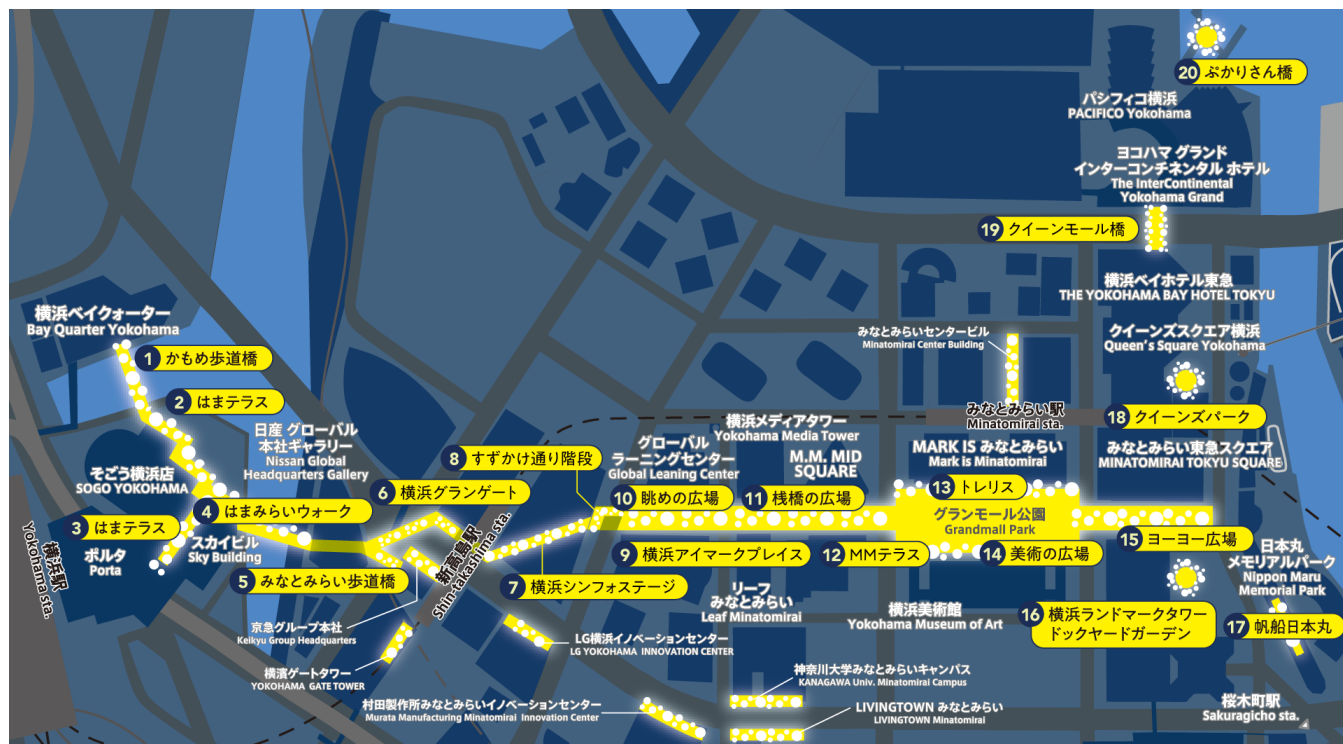 20 ぷかりさん橋
パシフィコ横浜
PACIFICO Yokohama
ヨコハマ グランド
インターコンチネンタル ホテル
The InterContinental
Yokohama Grand
19 クイーンモール橋
横浜ベイホテル東急
THE YOKOHAMA BAY HOTEL TOKYU
横浜ベイクォーター
Bay Quarter Yokohama
1 かもめ歩道橋
みなとみらいセンタービル
Minatomirai Center Building
クイーンズスクエア横浜
Queen's Square Yokohama
2 はまテラス
みなとみらい駅
Minatomirai sta.
18 クイーンズパーク
日産 グローバル
本社ギャラリー
Nissan Global
Headquarters Gallery
横浜メディアタワー
Yokohama Media Tower
グローバル
ラーニングセンター
Global Leaning Center
M.M. MID
SQUARE
MARK IS みなとみらい
Mark is Minatomirai
みなとみらい東急スクエア
MINATOMIRAI TOKYU SQUARE
8 すずかけ通り階段
そごう横浜店
SOGO YOKOHAMA
6 横浜グランゲート
10 眺めの広場
11 桟橋の広場
13 トレリス
4 はまみらいウォーク
グランモール公園
Grandmall Park
3 はまテラス
スカイビル
Sky Building
ポルタ
Porta
横浜駅
Yokohama sta.
新高島駅
Shin-takashima sta.
9 横浜アイマークプレイス
12 MMテラス
14 美術の広場
15 ヨーヨー広場
日本丸
メモリアルパーク
Nippon Maru
Memorial Park
5 みなとみらい歩道橋
7 横浜シンフォステージ
リーフ
みなとみらい
Leaf Minatomirai
横浜美術館
Yokohama Museum of Art
16 横浜ランドマークタワー
ドックヤードガーデン
17 帆船日本丸
京急グループ本社
Keikyu Group Headquarters
LG横浜イノベーションセンター
LG YOKOHAMA INNOVATION CENTER
横濱ゲートタワー
YOKOHAMA GATE TOWER
神奈川大学みなとみらいキャンパス
KANAGAWA Univ. Minatomirai Campus
村田製作所みなとみらいイノベーションセンター
Murata Manufacturing Minatomirai Innovation Center
LIVINGTOWN みなとみらい
LIVINGTOWN Minatomirai
桜木町駅
Sakuragicho sta.